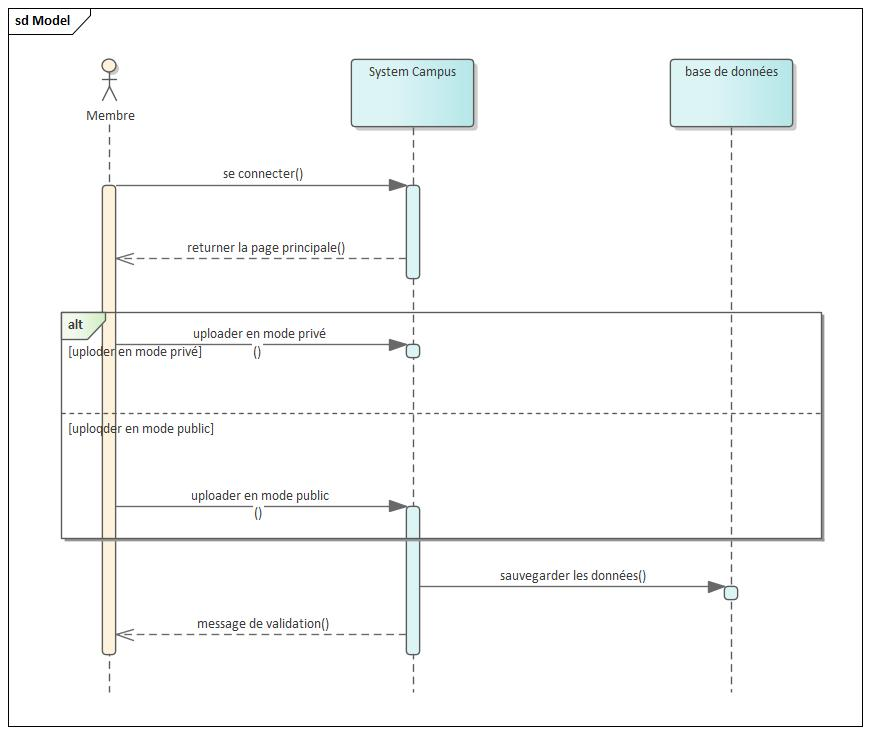 sd Model
Membre
System Campus
base de données
se connecter()
returner la page principale()
alt
uploader en mode privé
()
[uploder en mode privé]
[uploqder en mode public]
uploader en mode public
()
sauvegarder les données()
message de validation()